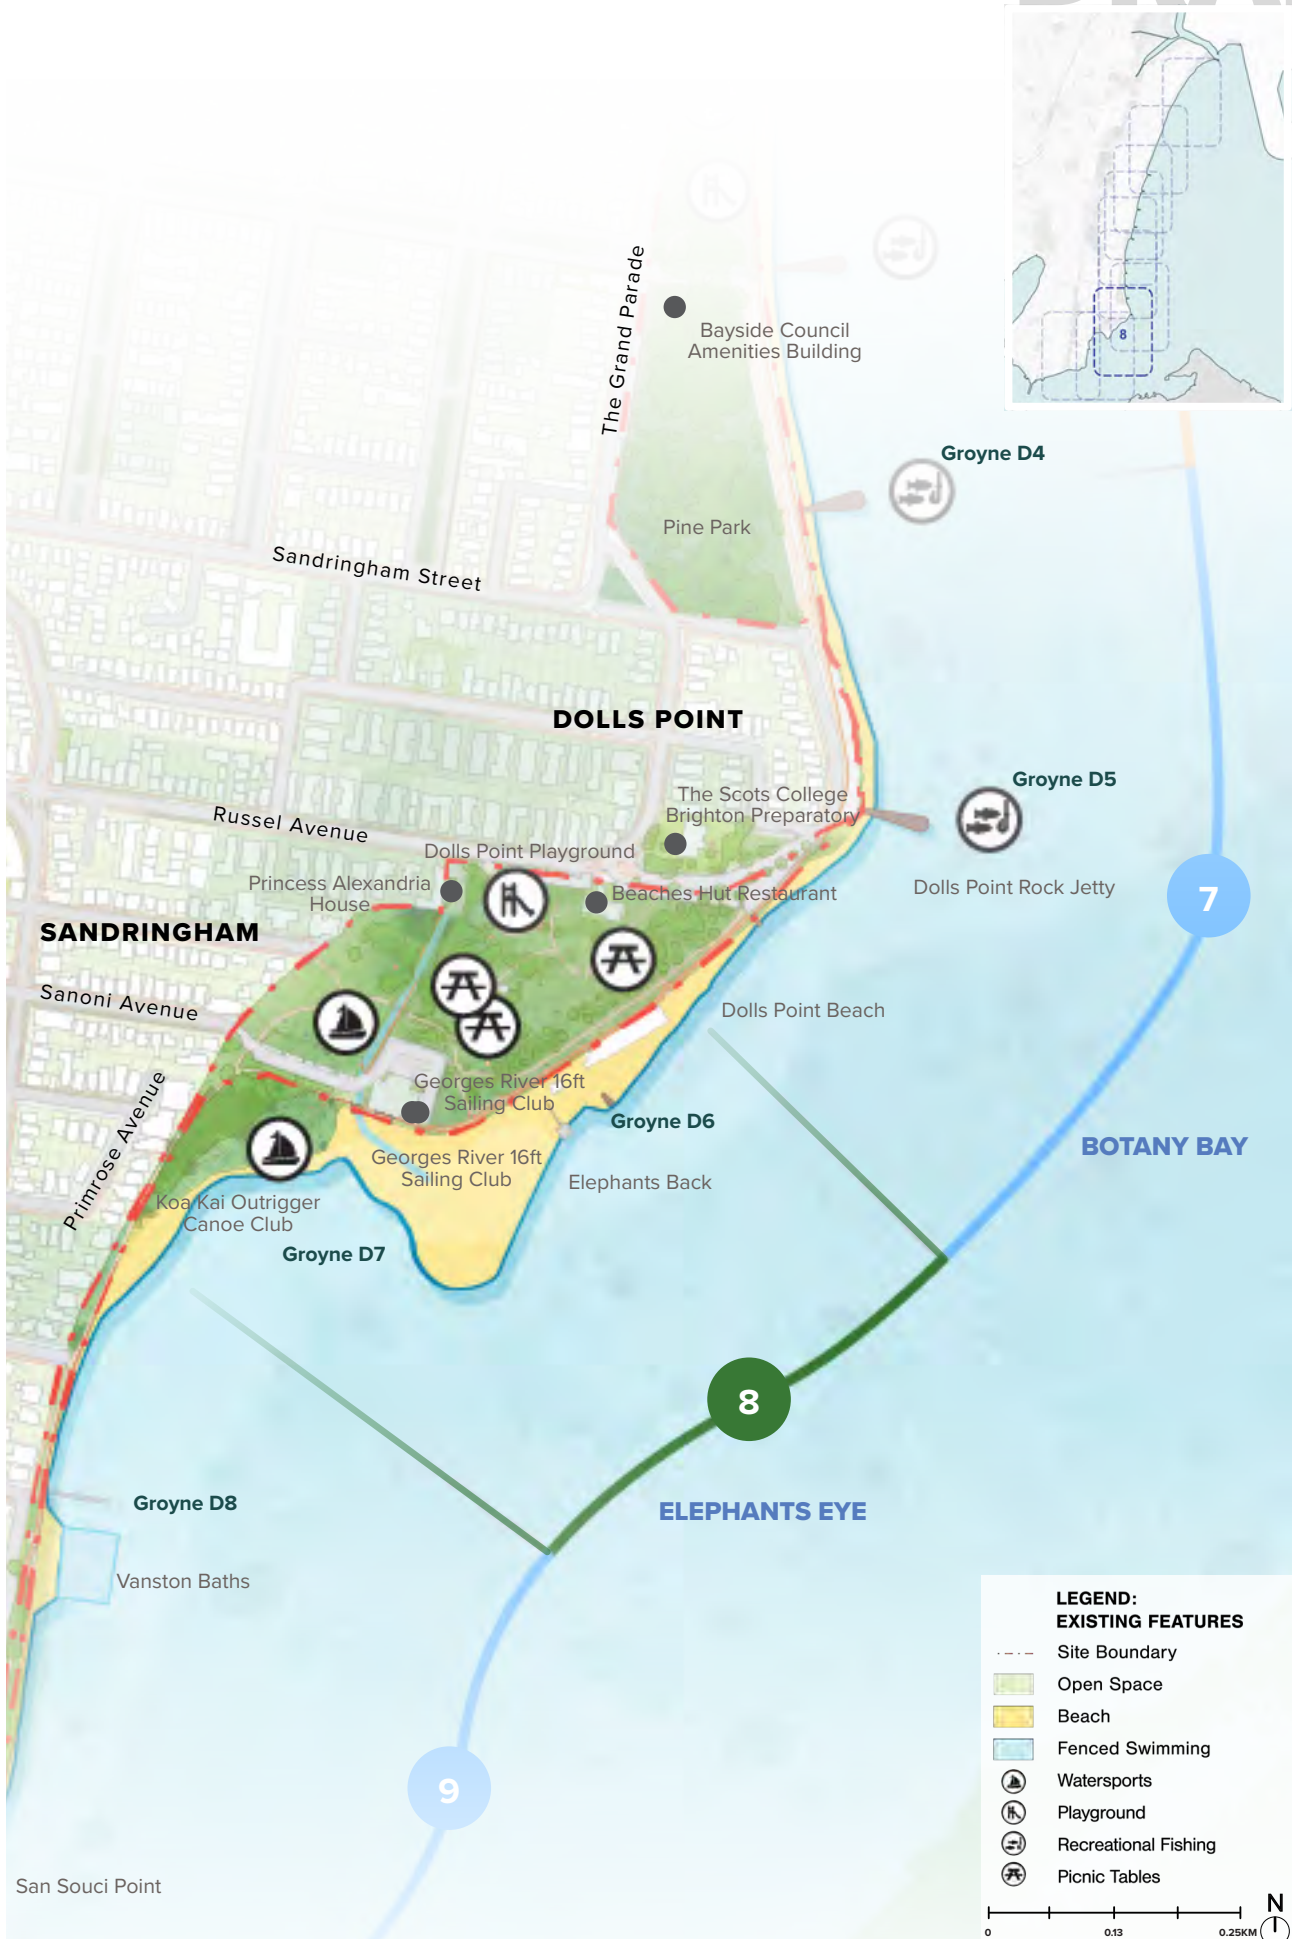 8
The Grand Parade
Bayside Council
Amenities Building
Groyne D4
Pine Park
Sandringham Street
DOLLS POINT
Groyne D5
The Scots College
Brighton Preparatory
Russel Avenue
Dolls Point Playground
Princess Alexandria
House
Beaches Hut Restaurant
Dolls Point Rock Jetty
7
SANDRINGHAM
Sanoni Avenue
Dolls Point Beach
Georges River 16ft
Sailing Club
Groyne D6
Primrose Avenue
BOTANY BAY
Georges River 16ft
Sailing Club
Elephants Back
Koa Kai Outrigger
Canoe Club
Groyne D7
8
Groyne D8
ELEPHANTS EYE
Vanston Baths
9
San Souci Point
LEGEND:
EXISTING FEATURES
Site Boundary
Open Space
Beach
Fenced Swimming
Watersports
Playground
Recreational Fishing
Picnic Tables
N
0 0.13 0.25KM